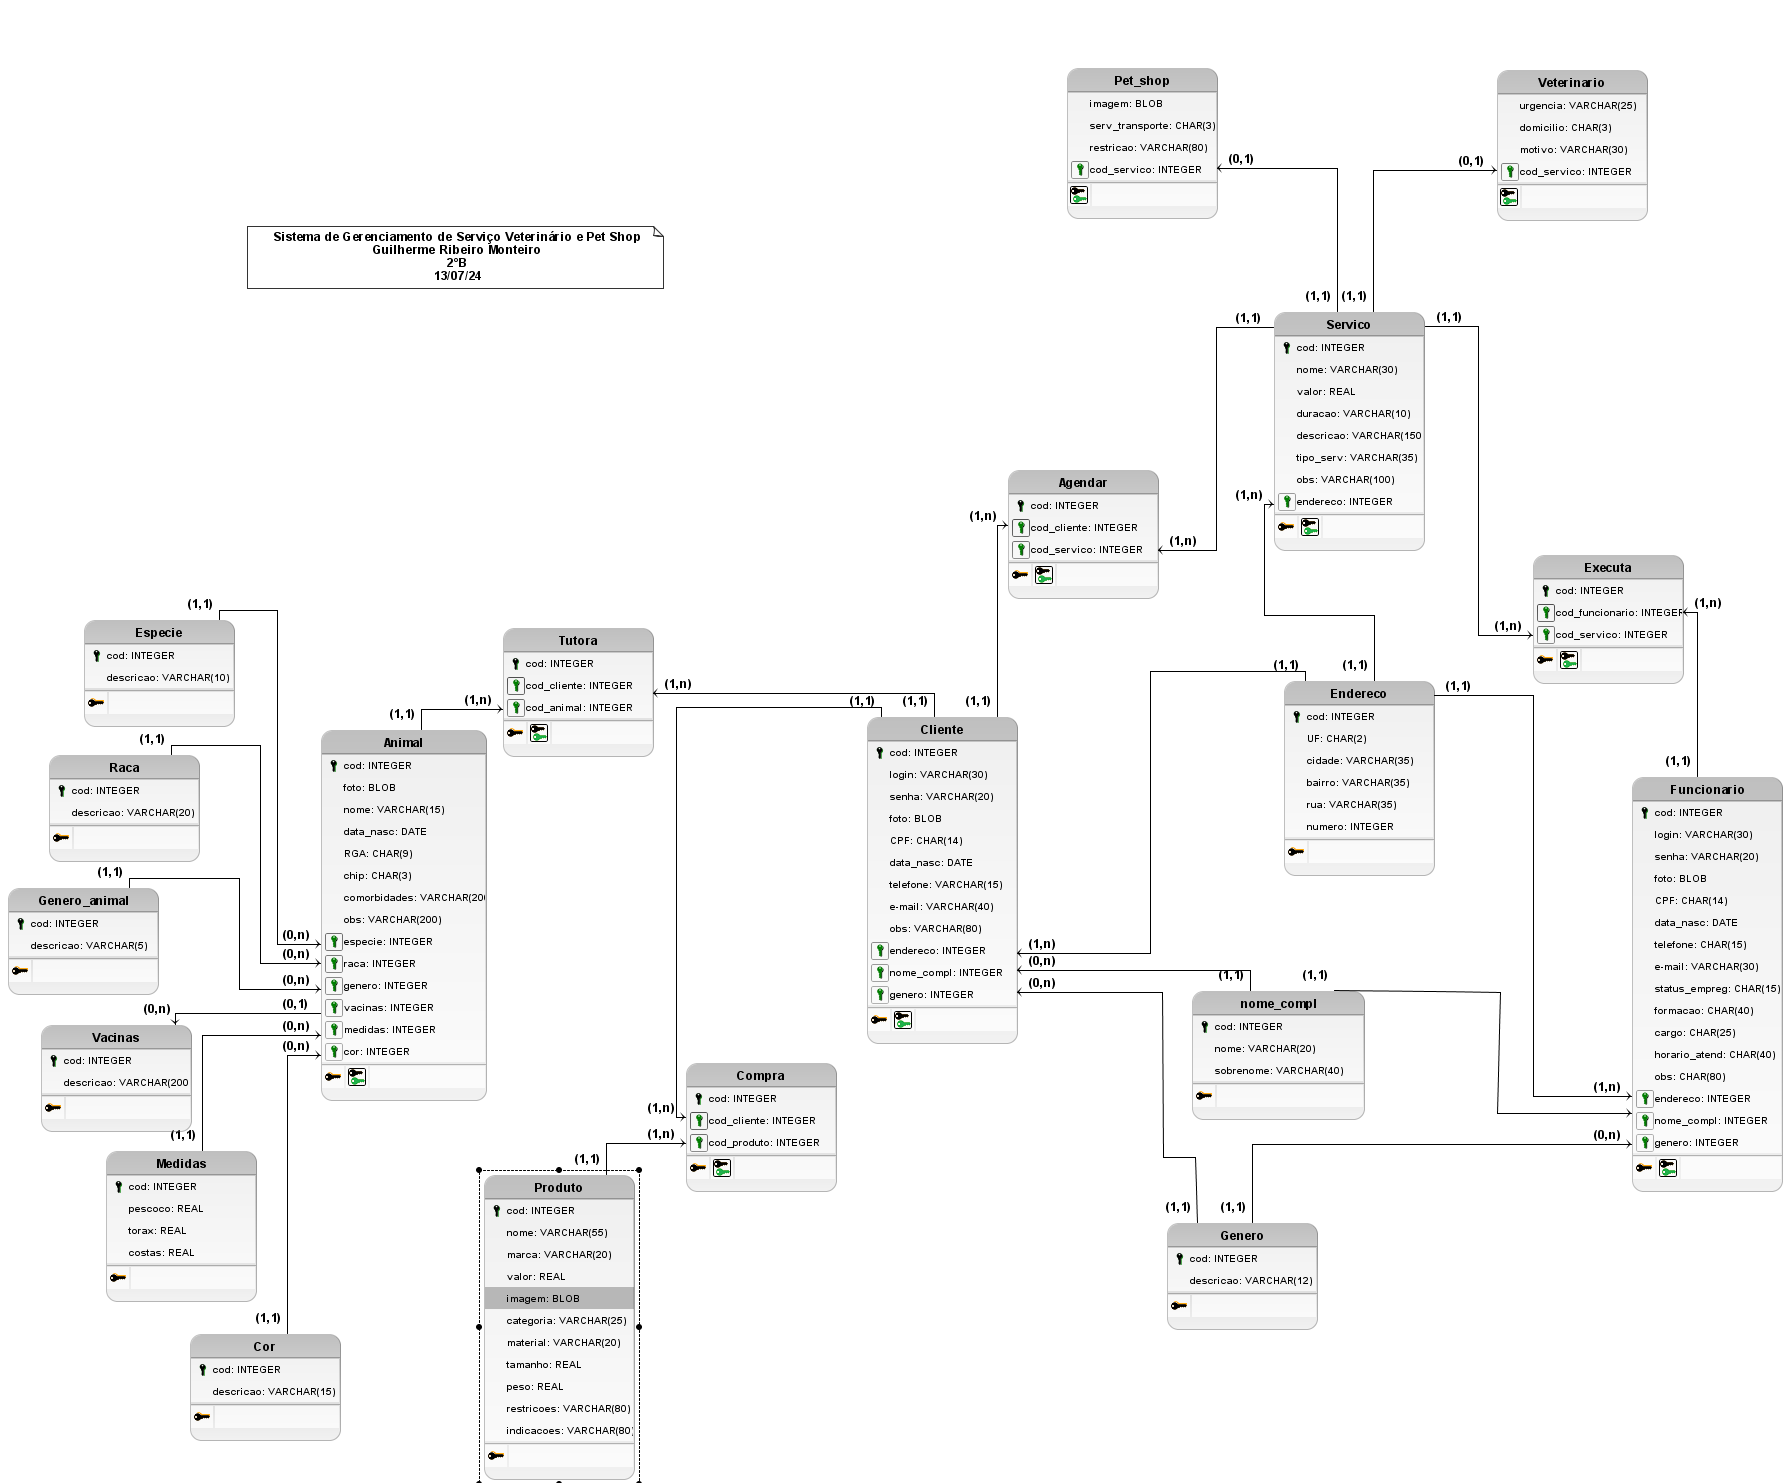 Pet_shop
imagem: BLOB
serv_transporte: CHAR(3)
restricao: VARCHAR(80)
cod_servico: INTEGER
(0,1)
Veterinario
urgencia: VARCHAR(25)
domicilio: CHAR(3)
motivo: VARCHAR(30)
cod_servico: INTEGER
(0,1)
Sistema de Gerenciamento de Serviço Veterinário e Pet Shop
Guilherme Ribeiro Monteiro
2°B
13/07/24
(1,1) (1,1)
(1,1)
(1,1)
Servico
cod: INTEGER
nome: VARCHAR(30)
valor: REAL
duracao: VARCHAR(10)
descricao: VARCHAR(150
tipo_serv: VARCHAR(35)
obs: VARCHAR(100)
endereco: INTEGER
(1,n)
Agendar
cod: INTEGER
cod_cliente: INTEGER
cod_servico: INTEGER
(1,n)
(1,n)
Executa
cod: INTEGER
cod_funcionario: INTEGER
cod_servico: INTEGER
(1,n)
(1,n)
(1,1)
Especie
cod: INTEGER
descricao: VARCHAR(10)
Tutora
cod: INTEGER
cod_cliente: INTEGER
cod_animal: INTEGER
(1,n)
(1,n)
(1,1)
(1,1)
(1,1)
(1,1)
(1,1)
(1,1)
(1,1)
Endereco
cod: INTEGER
UF: CHAR(2)
cidade: VARCHAR(35)
bairro: VARCHAR(35)
rua: VARCHAR(35)
numero: INTEGER
(1,1)
Raca
cod: INTEGER
descricao: VARCHAR(20)
Animal
cod: INTEGER
foto: BLOB
nome: VARCHAR(15)
data_nasc: DATE
RGA: CHAR(9)
chip: CHAR(3)
comorbidades: VARCHAR(200
obs: VARCHAR(200)
especie: INTEGER
raca: INTEGER
genero: INTEGER
vacinas: INTEGER
medidas: INTEGER
cor: INTEGER
(0,n)
(0,n)
(0,n)
(0,1)
(0,n)
(0,n)
Cliente
cod: INTEGER
login: VARCHAR(30)
senha: VARCHAR(20)
foto: BLOB
CPF: CHAR(14)
data_nasc: DATE
telefone: VARCHAR(15)
e-mail: VARCHAR(40)
obs: VARCHAR(80)
endereco: INTEGER
nome_compl: INTEGER
genero: INTEGER
(1,n)
(0,n)
(0,n)
(1,1)
Funcionario
cod: INTEGER
login: VARCHAR(30)
senha: VARCHAR(20)
foto: BLOB
CPF: CHAR(14)
data_nasc: DATE
telefone: CHAR(15)
e-mail: VARCHAR(30)
status_empreg: CHAR(15)
formacao: CHAR(40)
cargo: CHAR(25)
horario_atend: CHAR(40)
obs: CHAR(80)
endereco: INTEGER
nome_compl: INTEGER
genero: INTEGER
(1,n)
(0,n)
(1,1)
Genero_animal
cod: INTEGER
descricao: VARCHAR(5)
(0,n)
Vacinas
cod: INTEGER
descricao: VARCHAR(200
(1,1)
(1,1)
nome_compl
cod: INTEGER
nome: VARCHAR(20)
sobrenome: VARCHAR(40)
Compra
cod: INTEGER
cod_cliente: INTEGER
cod_produto: INTEGER
(1,n)
(1,n)
(1,1)
Medidas
cod: INTEGER
pescoco: REAL
torax: REAL
costas: REAL
(1,1)
Produto
cod: INTEGER
nome: VARCHAR(55)
marca: VARCHAR(20)
valor: REAL
imagem: BLOB
categoria: VARCHAR(25)
material: VARCHAR(20)
tamanho: REAL
peso: REAL
restricoes: VARCHAR(80)
indicacoes: VARCHAR(80)
(1,1)
(1,1)
Genero
cod: INTEGER
descricao: VARCHAR(12)
(1,1)
Cor
cod: INTEGER
descricao: VARCHAR(15)